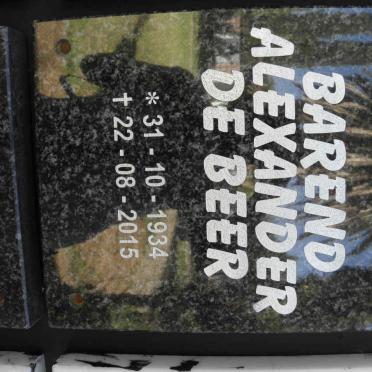 BAREND
ALEXANDER
DE BEER
* 31-10-1934
† 22-08-2015